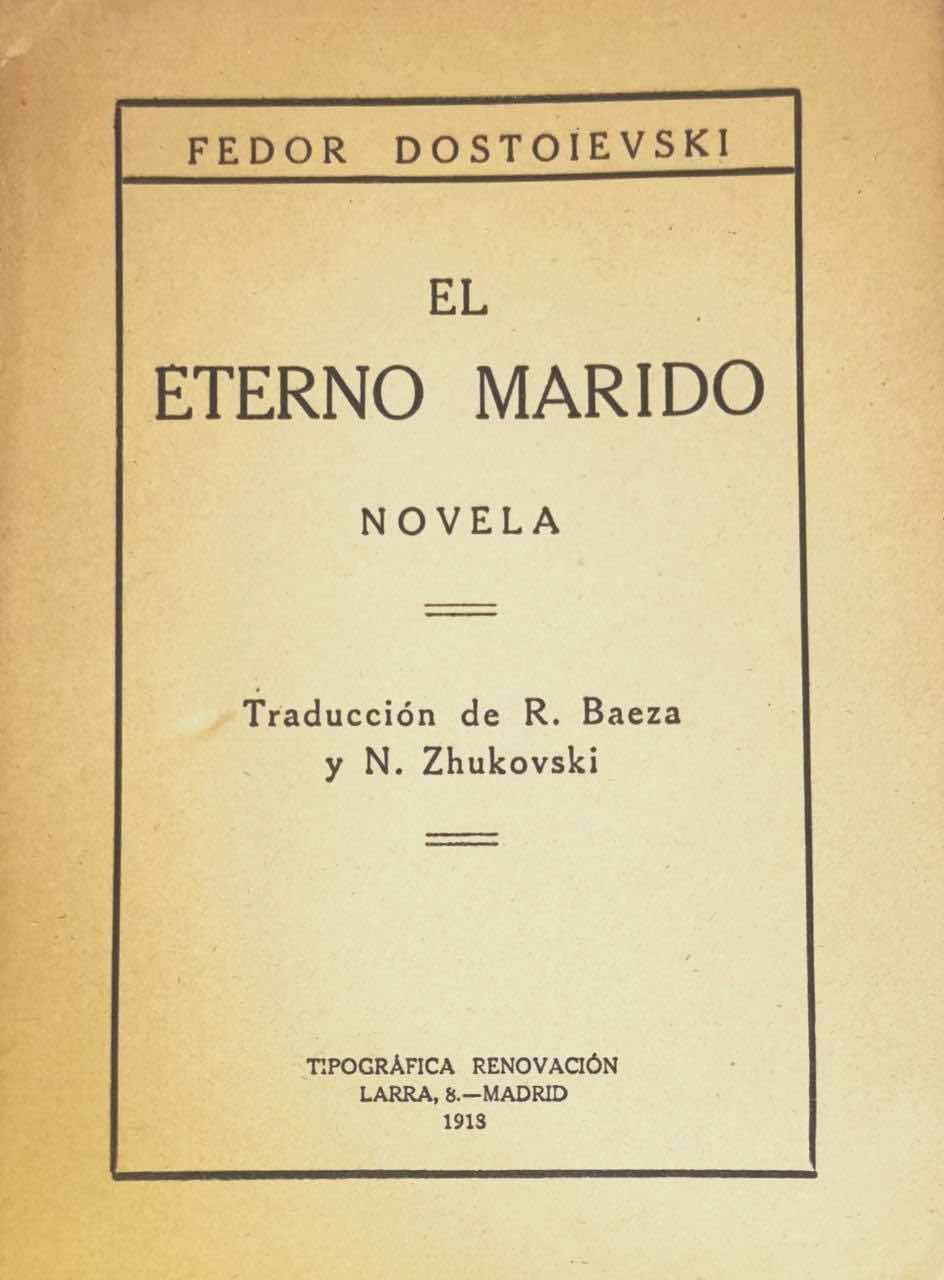 FEDOR DOSTOIEVSKI
EL
ETERNO MARIDO
NOVELA
Traducción de R. Baeza
y N. Zhukovski
TIPOGRÁFICA RENOVACIÓN
LARRA, 8.—MADRID
1918